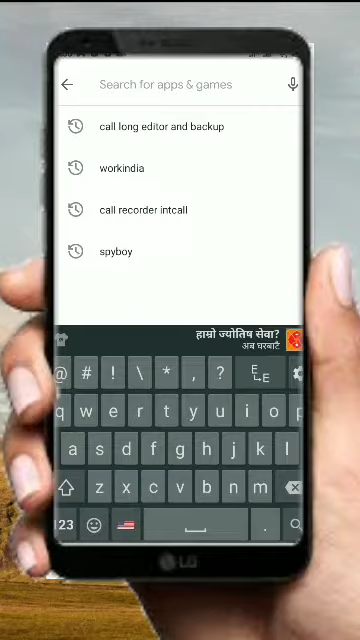 Search for apps & games
call long editor and backup
workindia
call recorder intcall
spyboy
हाम्रो ज्योतिष सेवा?
अब घरबाटै
@ # ! \ * , ?
E
E
q w e r t y u i o p
a s d f g h j k l
z x c v b n m
123 .
LG